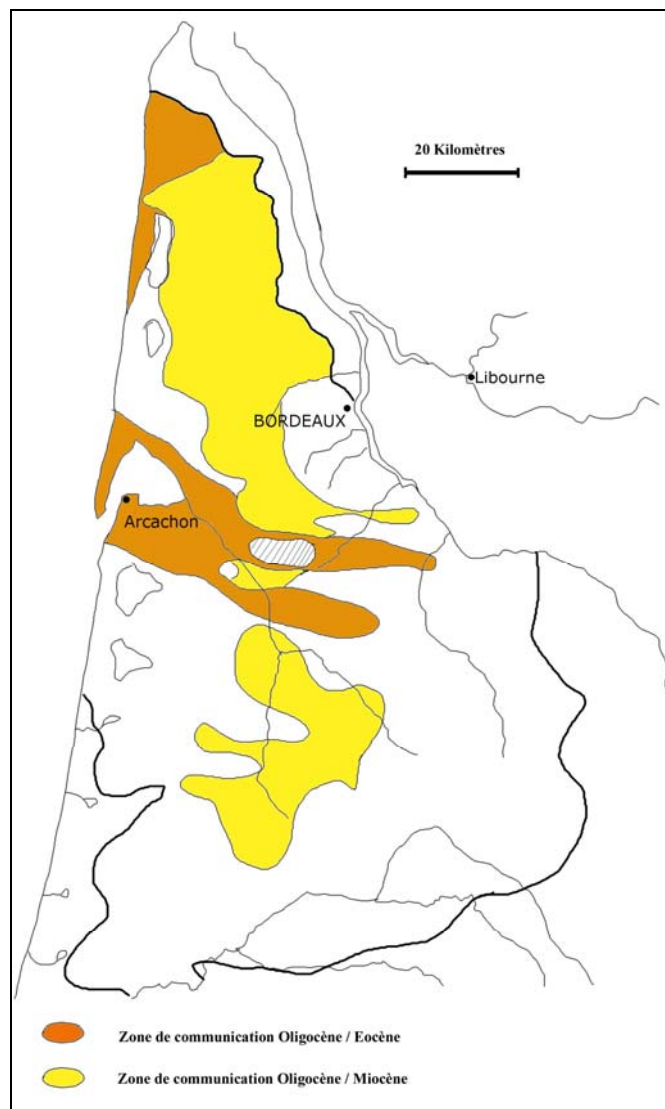 20 Kilomètres
Libourne
BORDEAUX
Arcachon
Zone de communication Oligocène / Eocène
Zone de communication Oligocène / Miocène